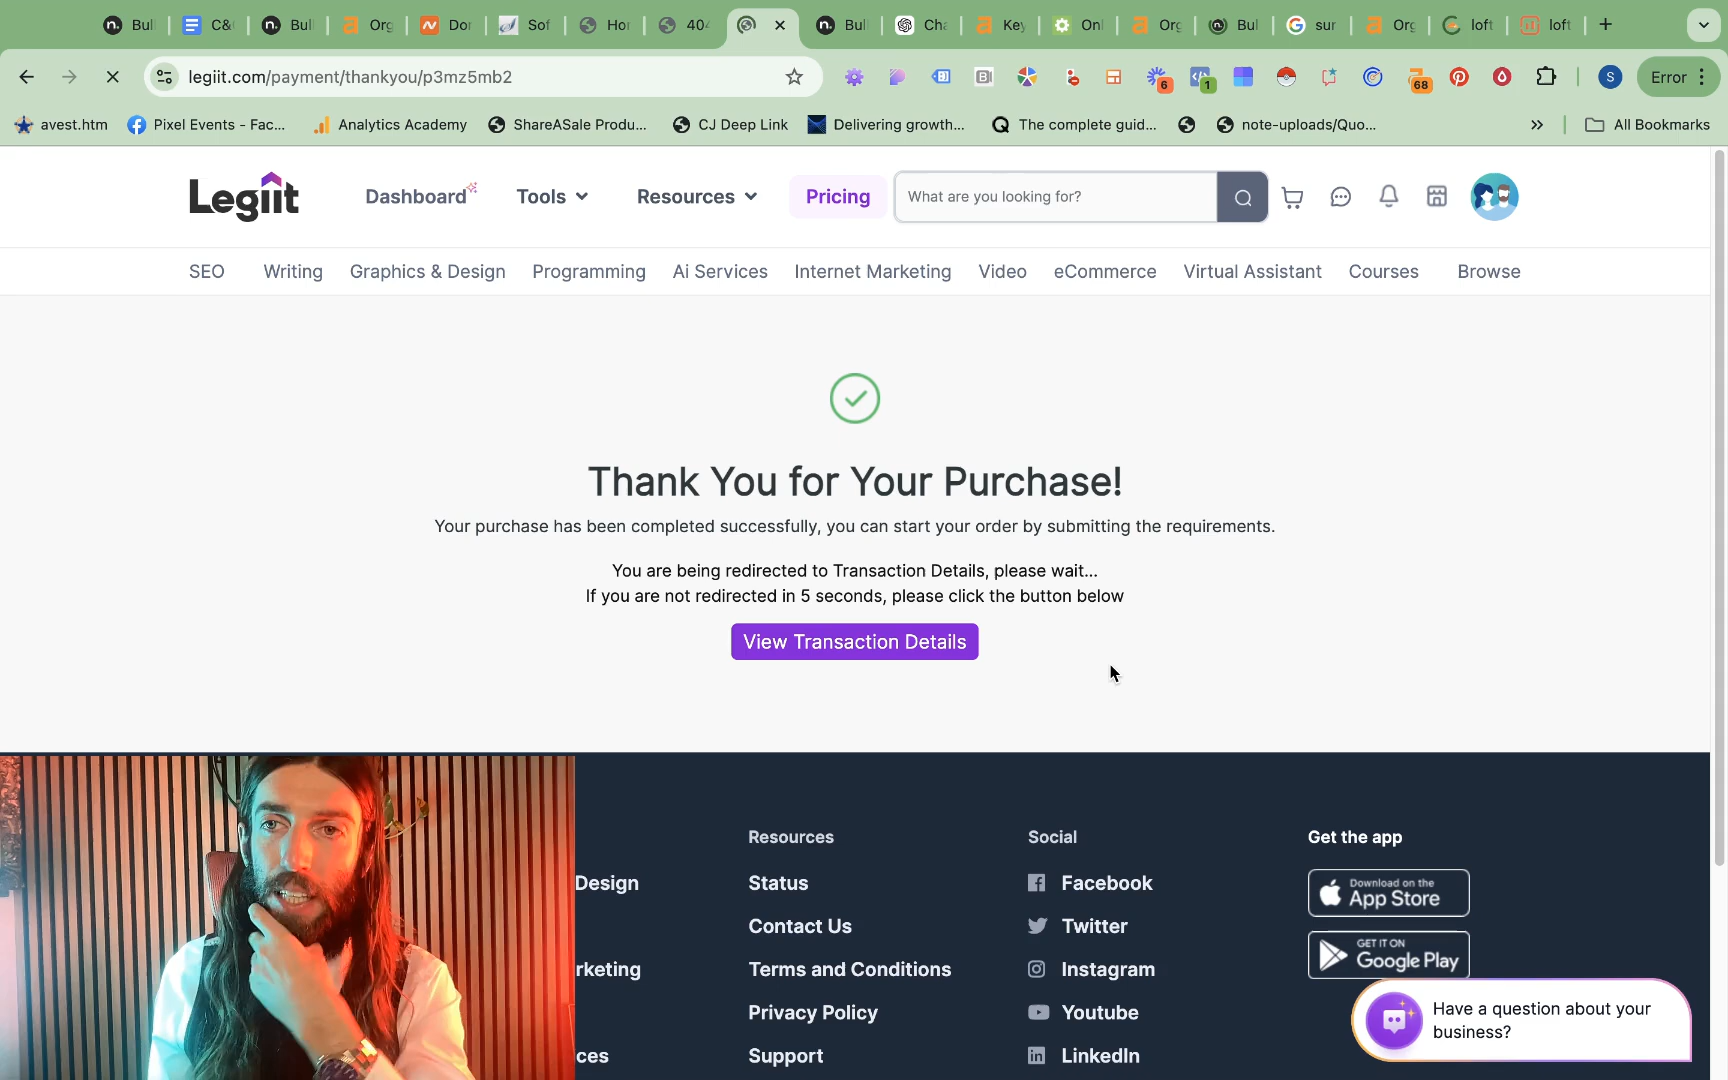 Bul
C&
Bui
Org
Dor
Sof
Hor
404
Bul
Cha
Key
Onl
Org
Bul
sur
Org
loft
loft
legiit.com/payment/thankyou/p3mz5mb2
6
1
68
S
Error
avest.htm
Pixel Events - Fac...
Analytics Academy
ShareASale Produ...
CJ Deep Link
Delivering growth...
The complete guid...
note-uploads/Quo...
All Bookmarks
Legiit
Dashboard
Tools
Resources
Pricing
What are you looking for?
SEO
Writing
Graphics & Design
Programming
Ai Services
Internet Marketing
Video
eCommerce
Virtual Assistant
Courses
Browse
Thank You for Your Purchase!
Your purchase has been completed successfully, you can start your order by submitting the requirements.
You are being redirected to Transaction Details, please wait...
If you are not redirected in 5 seconds, please click the button below
View Transaction Details
Design
rketing
ces
Resources
Status
Contact Us
Terms and Conditions
Privacy Policy
Support
Social
Facebook
Twitter
Instagram
Youtube
LinkedIn
Get the app
Download on the
App Store
GET IT ON
Google Play
Have a question about your
business?